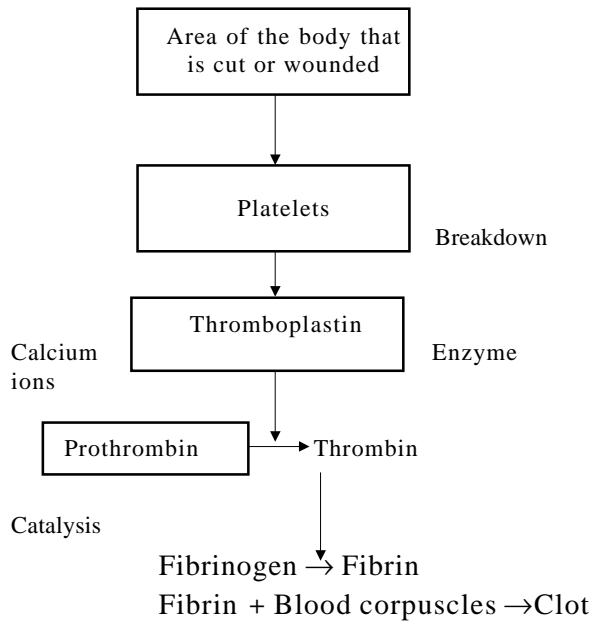 Area of the body that
is cut or wounded
Platelets
Breakdown
Thromboplastin
Calcium
ions
Enzyme
Prothrombin
Thrombin
Catalysis
Fibrinogen → Fibrin
Fibrin + Blood corpuscles →Clot